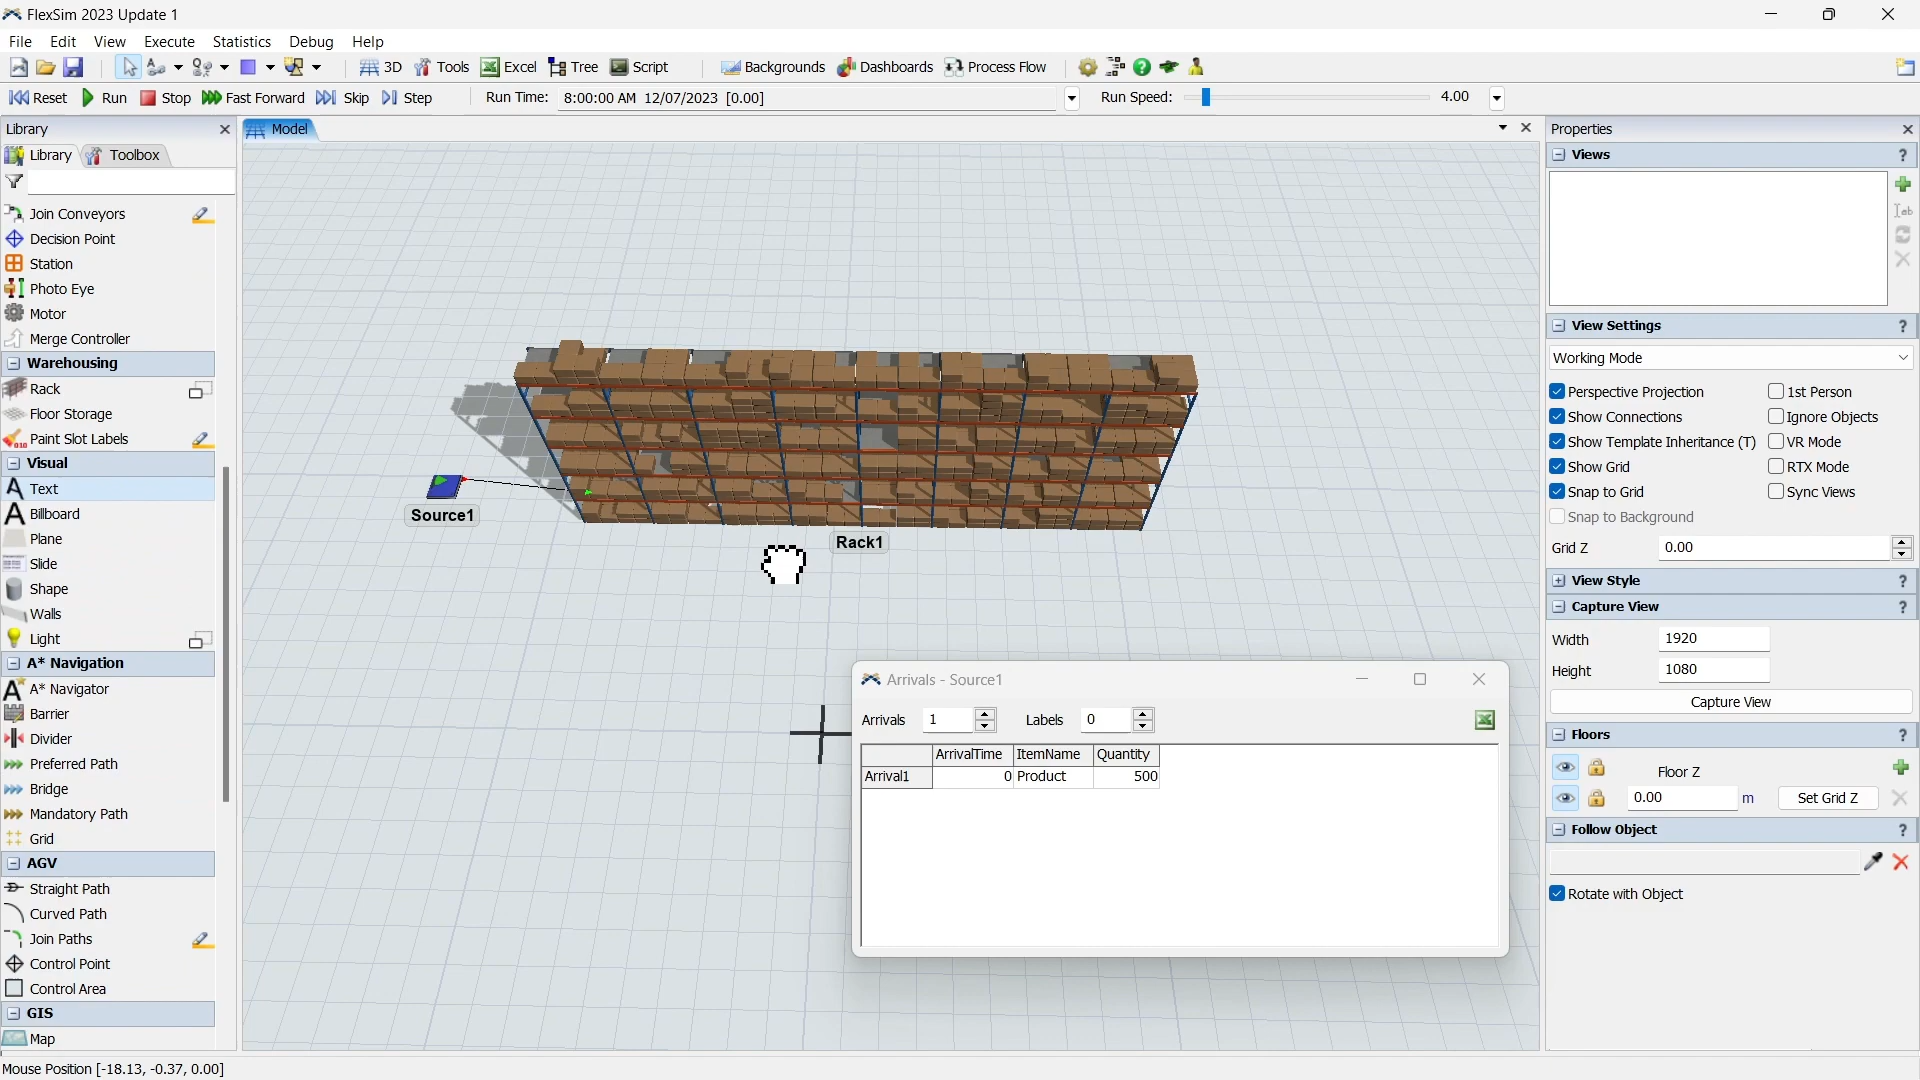 FlexSim 2023 Update 1
File Edit View Execute Statistics Debug Help
3D Tools Excel Tree Script Backgrounds Dashboards Process Flow
Reset Run Stop Fast Forward Skip Step Run Time: 8:00:00 AM 12/07/2023 [0.00] Run Speed: 4.00
Library
Library Toolbox
Join Conveyors
Decision Point
Station
Photo Eye
Motor
Merge Controller
Warehousing
Rack
Floor Storage
Paint Slot Labels
Visual
Text
Billboard
Plane
Slide
Shape
Walls
Light
A* Navigation
A* Navigator
Barrier
Divider
Preferred Path
Bridge
Mandatory Path
Grid
AGV
Straight Path
Curved Path
Join Paths
Control Point
Control Area
GIS
Map
Model
Source1
Rack1
Arrivals - Source1
Arrivals 1 Labels 0
ArrivalTime ItemName Quantity
Arrival1 0 Product 500
Properties
Views
View Settings
Working Mode
Perspective Projection 1st Person
Show Connections Ignore Objects
Show Template Inheritance (T) VR Mode
Show Grid RTX Mode
Snap to Grid Sync Views
Snap to Background
Grid Z 0.00
View Style
Capture View
Width 1920
Height 1080
Capture View
Floors
Floor Z
0.00 m Set Grid Z
Follow Object
Rotate with Object
Mouse Position [-18.13, -0.37, 0.00]